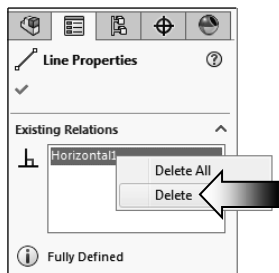 Line Properties
Existing Relations
Horizontal1
Delete All
Delete
Fully Defined